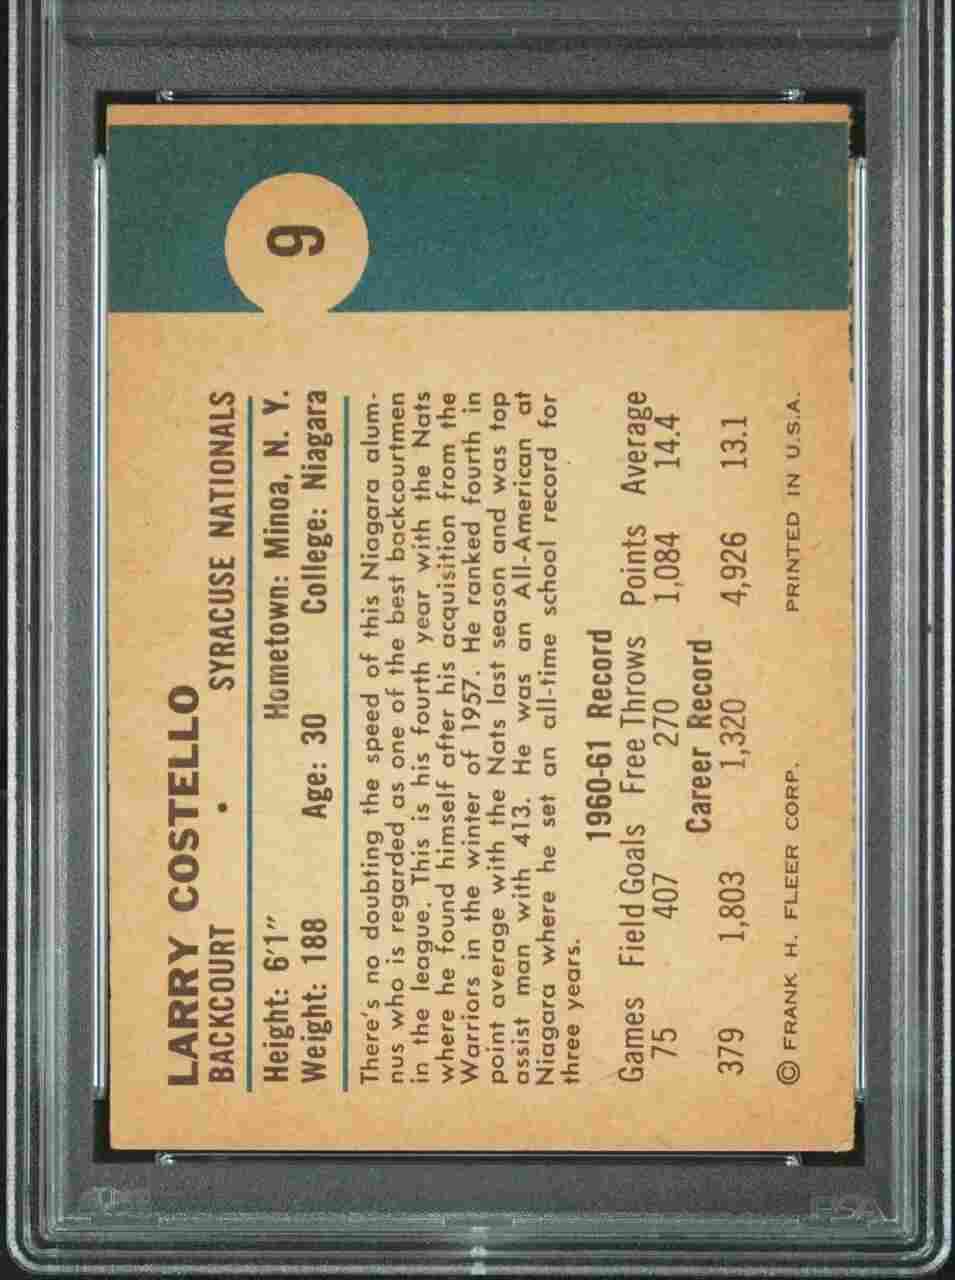 9
LARRY COSTELLO
BACKCOURT • SYRACUSE NATIONALS
Height: 6'1" Hometown: Minoa, N. Y.
Weight: 188 Age: 30 College: Niagara
There's no doubting the speed of this Niagara alum-
nus who is regarded as one of the best backcourtmen
in the league. This is his fourth year with the Nats
where he found himself after his acquisition from the
Warriors in the winter of 1957. He ranked fourth in
point average with the Nats last season and was top
assist man with 413. He was an All-American at
Niagara where he set an all-time school record for
three years.
1960-61 Record
Games Field Goals Free Throws Points Average
75 407 270 1,084 14.4
Career Record
379 1,803 1,320 4,926 13.1
© FRANK H. FLEER CORP. PRINTED IN U.S.A.
PSA